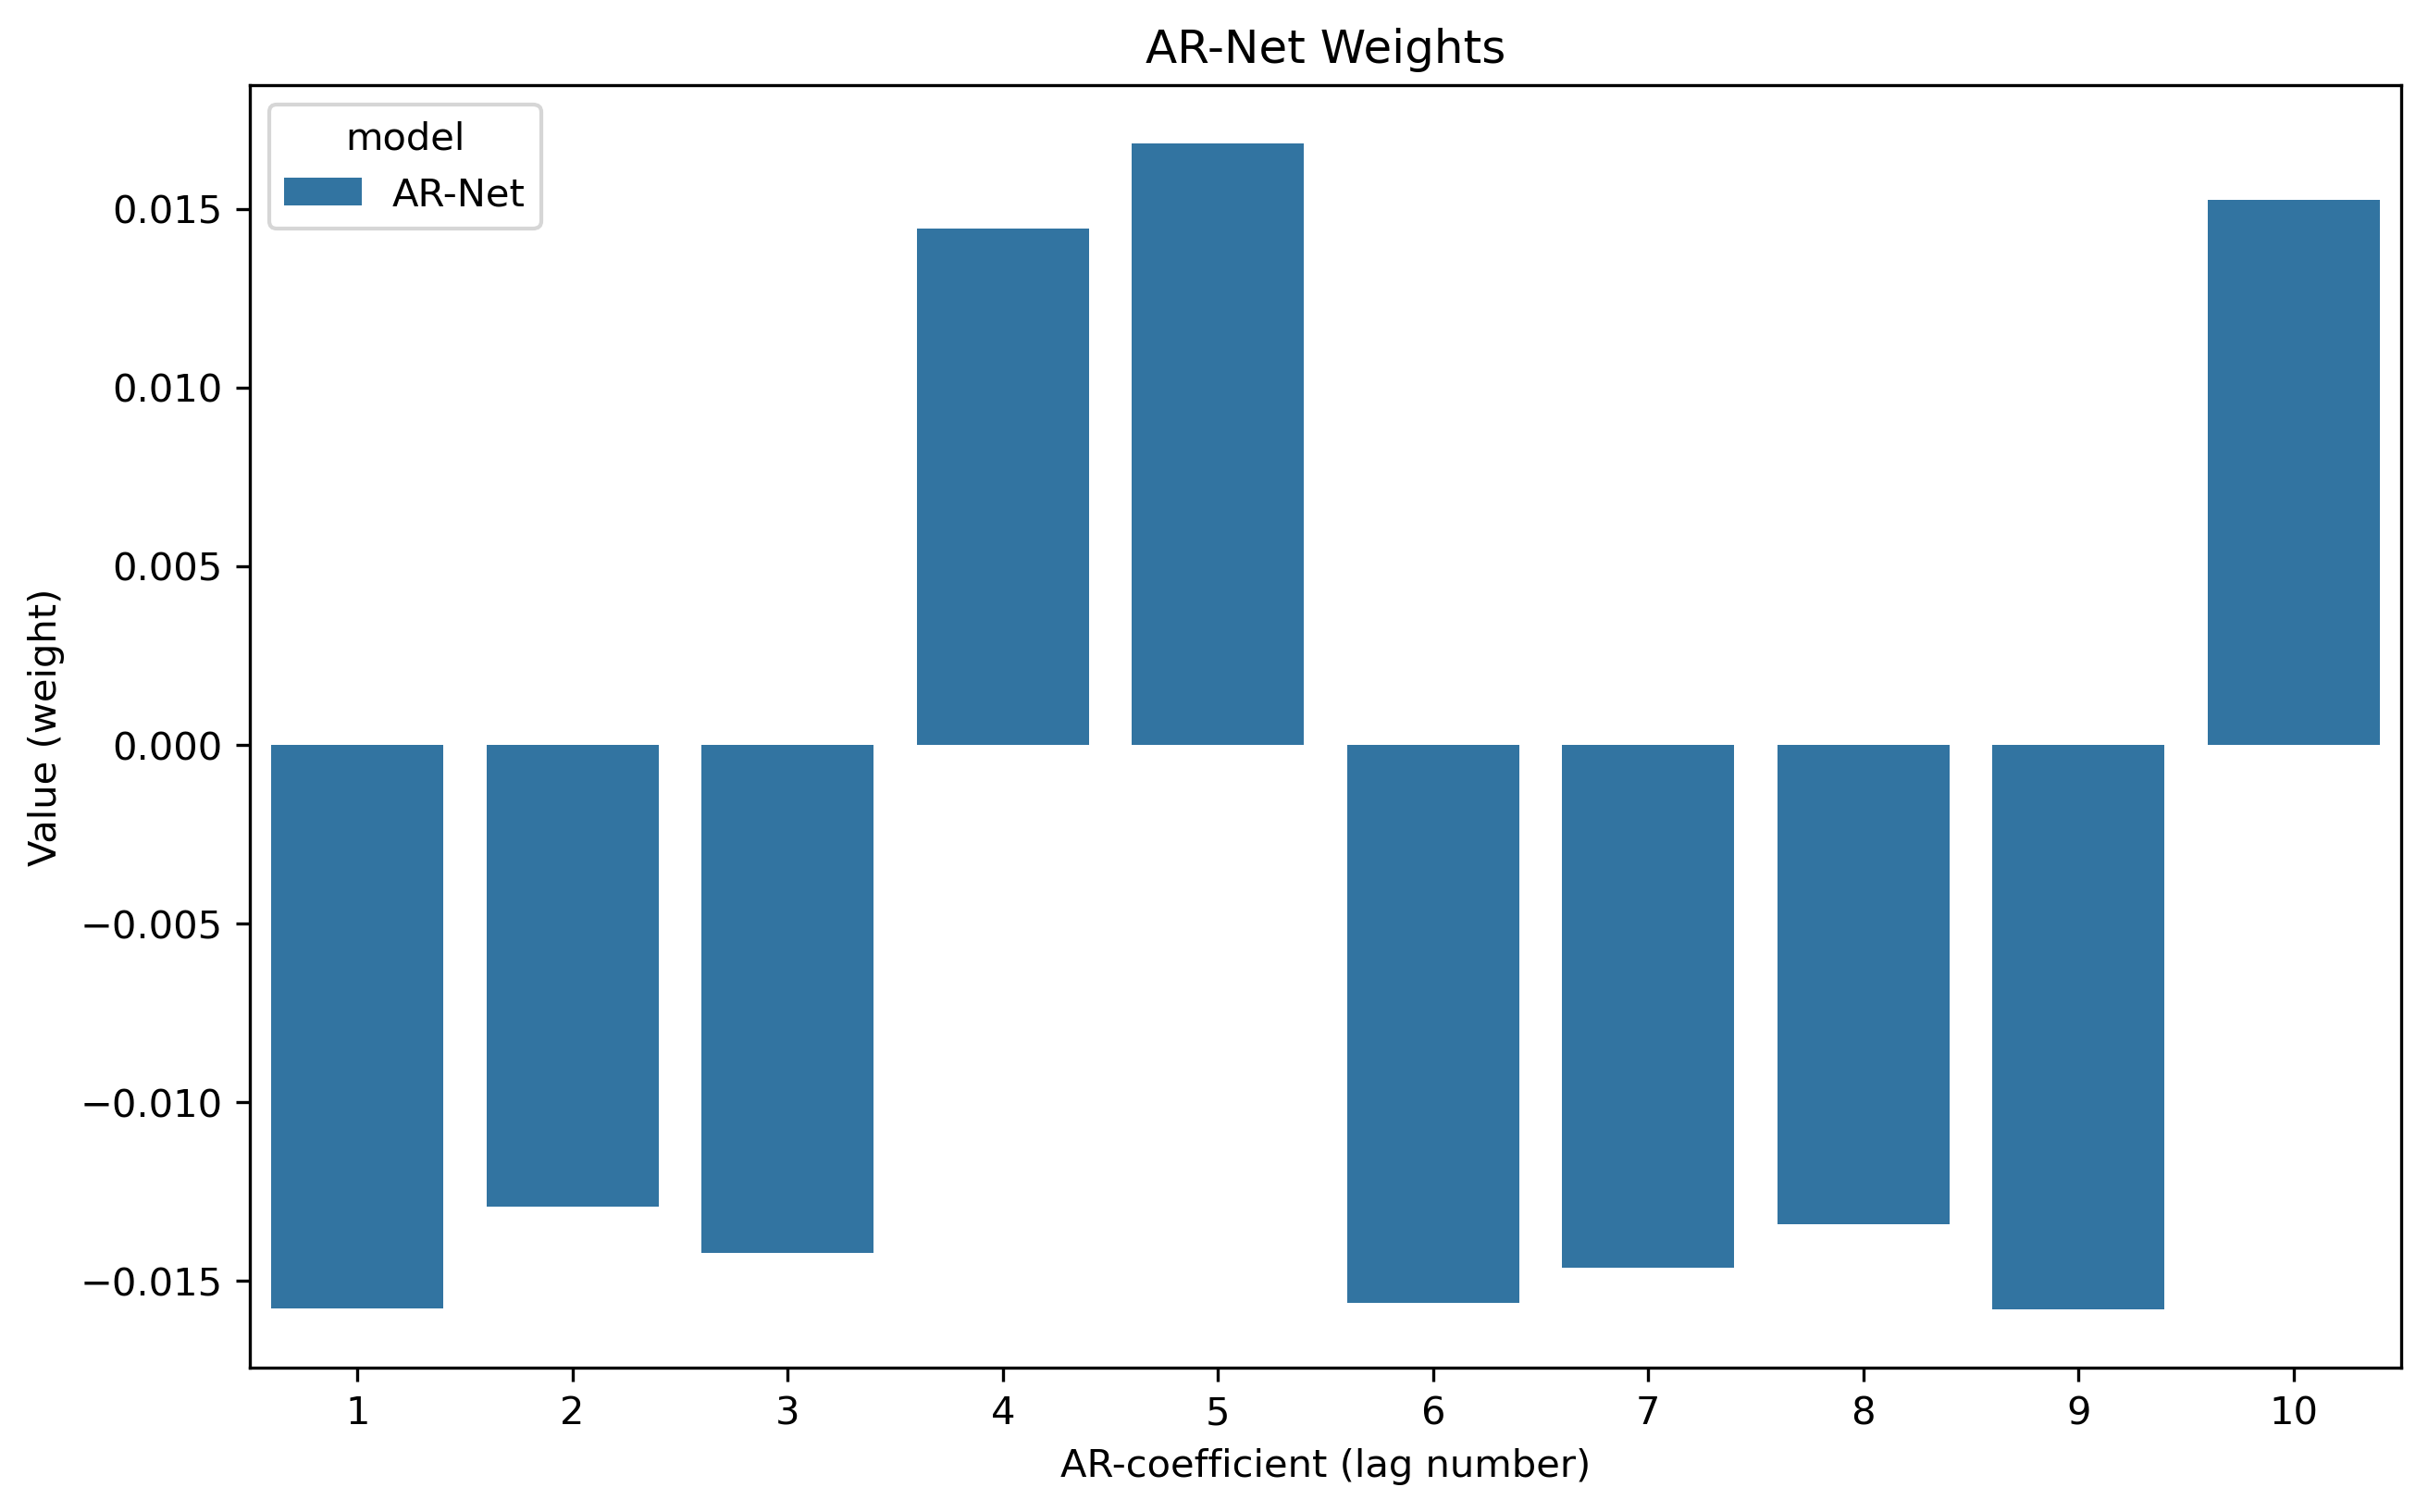 AR-Net Weights
model
AR-Net
0.015
0.010
0.005
0.000
−0.005
−0.010
−0.015
Value (weight)
1 2 3 4 5 6 7 8 9 10
AR-coefficient (lag number)